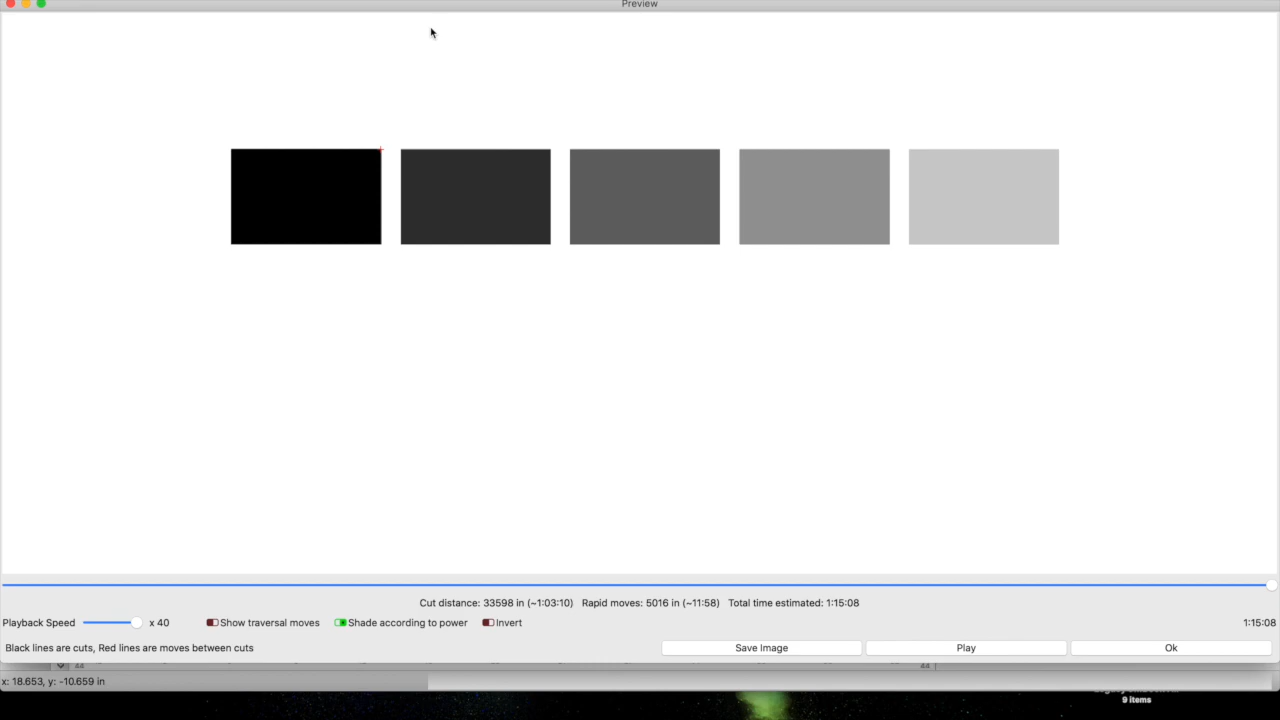 Preview
Cut distance: 33598 in (~1:03:10) Rapid moves: 5016 in (~11:58) Total time estimated: 1:15:08
Playback Speed x 40 Show traversal moves Shade according to power Invert 1:15:08
Black lines are cuts, Red lines are moves between cuts Save Image Play Ok
44 44
x: 18.653, y: -10.659 in
9 items